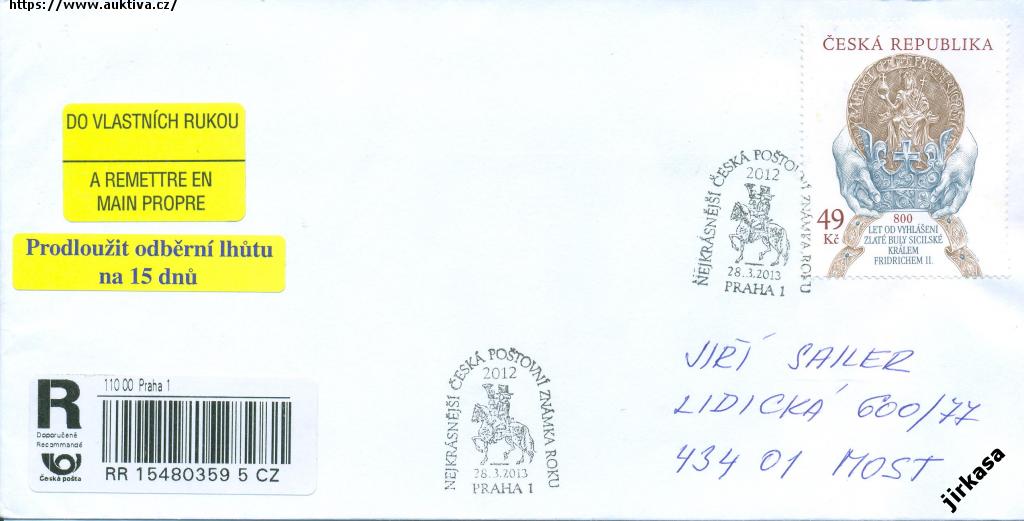 https://www.auktiva.cz/
ČESKÁ REPUBLIKA
49
Kč
800
LET OD VYHLÁŠENÍ
ZLATÉ BULY SICILSKÉ
KRÁLEM
FRIDRICHEM II.
DO VLASTNÍCH RUKOU
A REMETTRE EN
MAIN PROPRE
Prodloužit odběrní lhůtu
na 15 dnů
NEJKRÁSNĚJŠÍ ČESKÁ POŠTOVNÍ ZNÁMKA ROKU
2012
28.3.2013
PRAHA 1
JIŘÍ SAILER
LIDICKÁ 600/77
434 01 MOST
NEJKRÁSNĚJŠÍ ČESKÁ POŠTOVNÍ ZNÁMKA ROKU
2012
28.3.2013
PRAHA 1
R
110 00 Praha 1
Doporučené
Recommandé
Česká pošta
RR 15480359 5 CZ
jirkasa